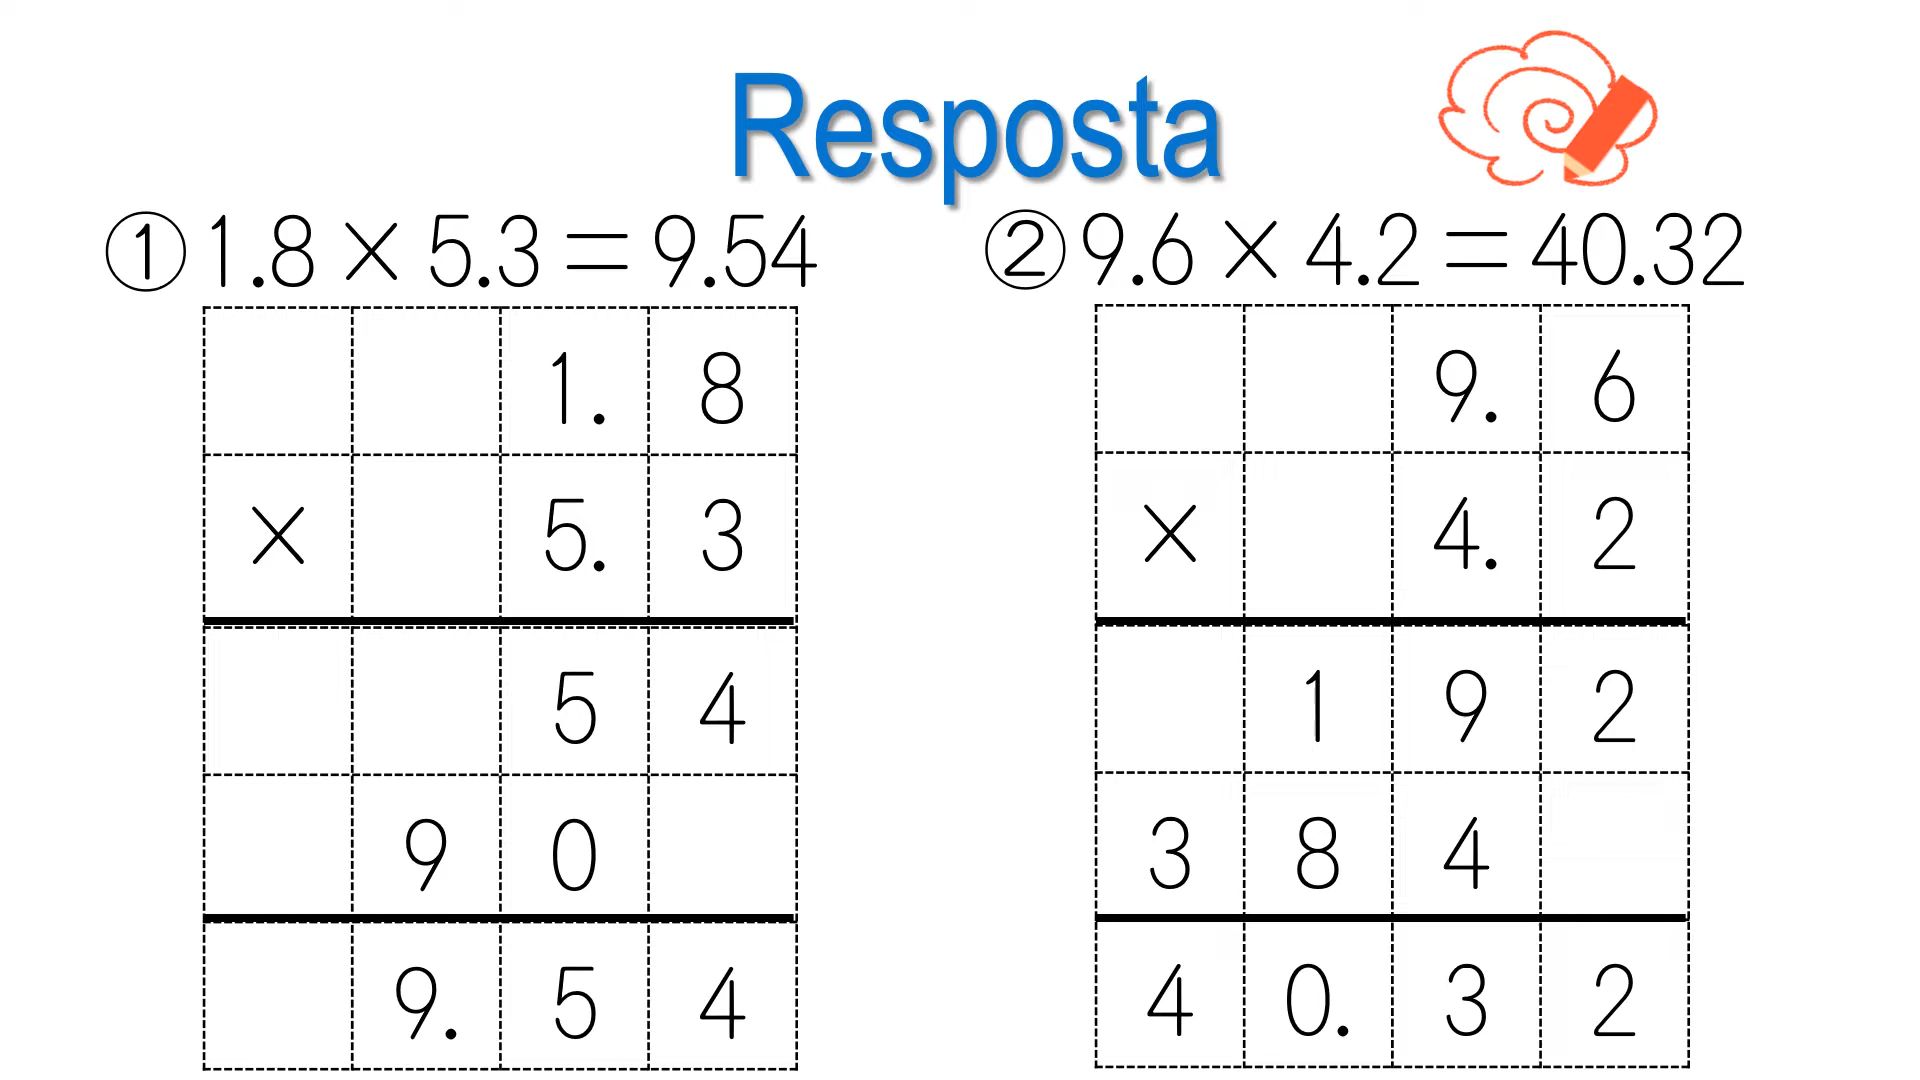 Resposta
①1.8×5.3=9.54
1. 8
× 5. 3
5 4
9 0
9. 5 4
②9.6×4.2=40.32
9. 6
× 4. 2
1 9 2
3 8 4
4 0. 3 2